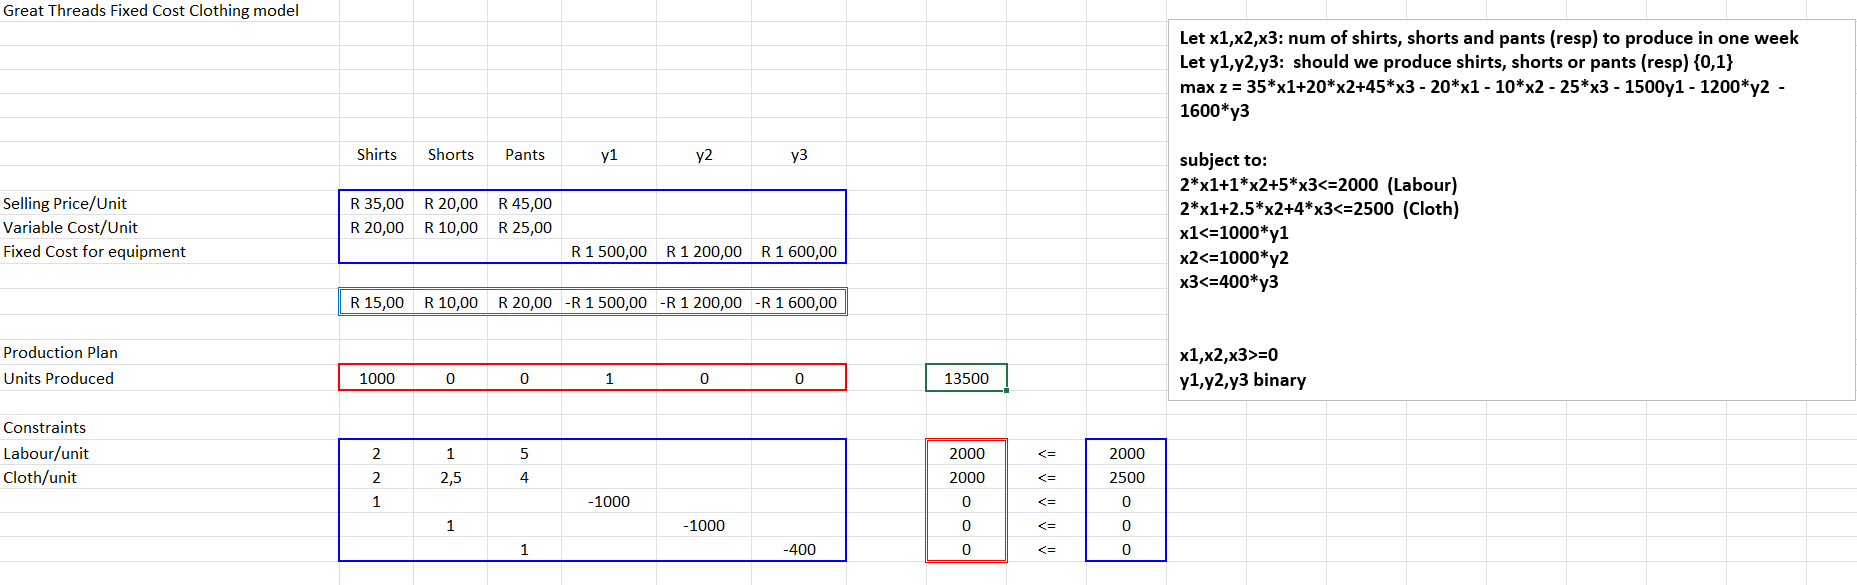 Great Threads Fixed Cost Clothing model
Let x1,x2,x3: num of shirts, shorts and pants (resp) to produce in one week
Let y1,y2,y3:  should we produce shirts, shorts or pants (resp) {0,1}
max z = 35*x1+20*x2+45*x3 - 20*x1 - 10*x2 - 25*x3 - 1500y1 - 1200*y2  -
1600*y3
subject to:
2*x1+1*x2+5*x3<=2000  (Labour)
2*x1+2.5*x2+4*x3<=2500  (Cloth)
x1<=1000*y1
x2<=1000*y2
x3<=400*y3
x1,x2,x3>=0
y1,y2,y3 binary
Shirts Shorts Pants y1 y2 y3
Selling Price/Unit R 35,00 R 20,00 R 45,00
Variable Cost/Unit R 20,00 R 10,00 R 25,00
Fixed Cost for equipment R 1 500,00 R 1 200,00 R 1 600,00
R 15,00 R 10,00 R 20,00 -R 1 500,00 -R 1 200,00 -R 1 600,00
Production Plan
Units Produced 1000 0 0 1 0 0 13500
Constraints
Labour/unit 2 1 5 2000 <= 2000
Cloth/unit 2 2,5 4 2000 <= 2500
1 -1000 0 <= 0
1 -1000 0 <= 0
1 -400 0 <= 0